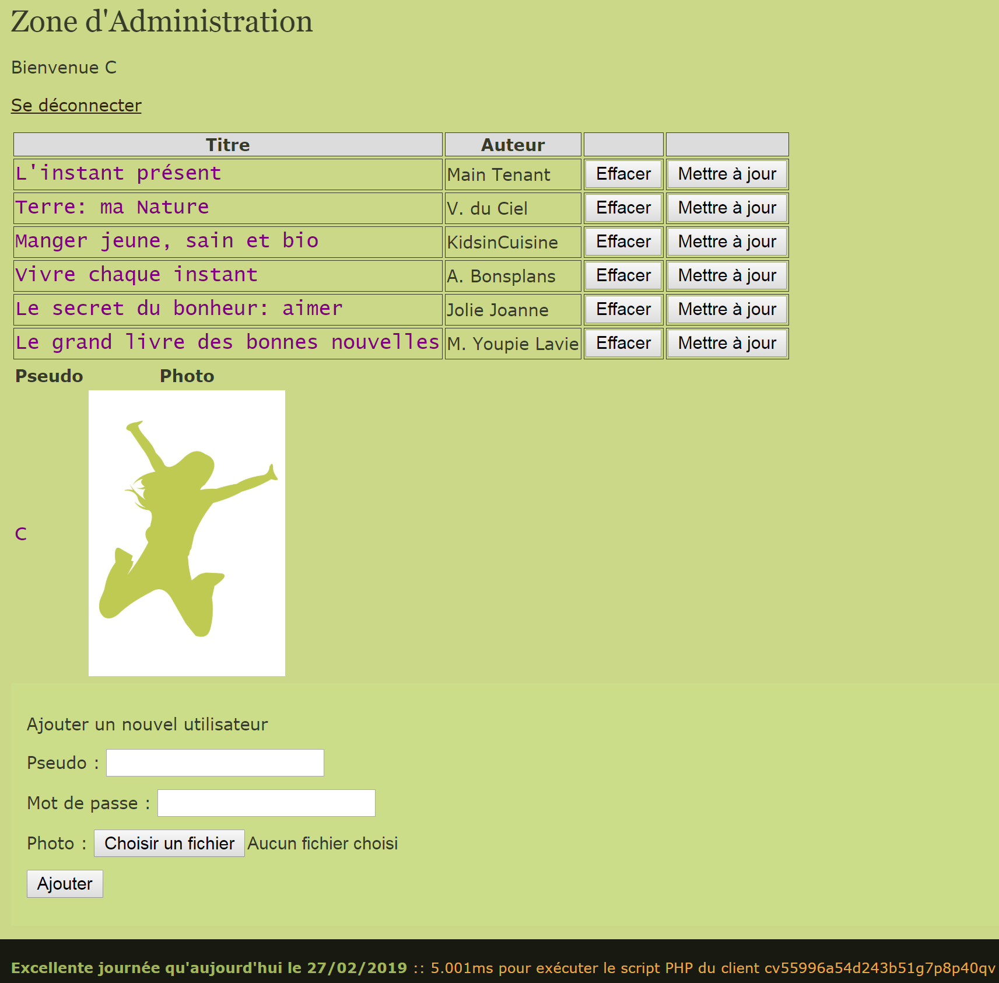 Zone d'Administration
Bienvenue C
Se déconnecter
Titre Auteur
L'instant présent Main Tenant Effacer Mettre à jour
Terre: ma Nature V. du Ciel Effacer Mettre à jour
Manger jeune, sain et bio KidsinCuisine Effacer Mettre à jour
Vivre chaque instant A. Bonsplans Effacer Mettre à jour
Le secret du bonheur: aimer Jolie Joanne Effacer Mettre à jour
Le grand livre des bonnes nouvelles M. Youpie Lavie Effacer Mettre à jour
Pseudo Photo
C
Ajouter un nouvel utilisateur
Pseudo :
Mot de passe :
Photo : Choisir un fichier Aucun fichier choisi
Ajouter
Excellente journée qu'aujourd'hui le 27/02/2019 :: 5.001ms pour exécuter le script PHP du client cv55996a54d243b51g7p8p40qv